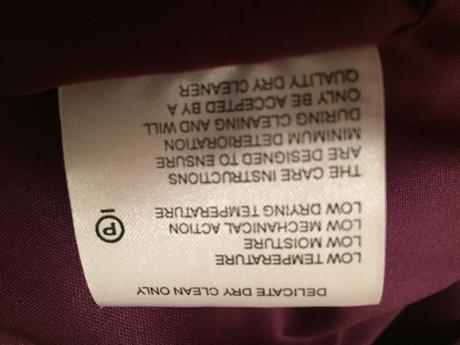 DELICATE DRY CLEAN ONLY
LOW TEMPERATURE
LOW MOISTURE
LOW MECHANICAL ACTION
LOW DRYING TEMPERATURE
P
THE CARE INSTRUCTIONS
ARE DESIGNED TO ENSURE
MINIMUM DETERIORATION
DURING CLEANING AND WILL
ONLY BE ACCEPTED BY A
QUALITY DRY CLEANER